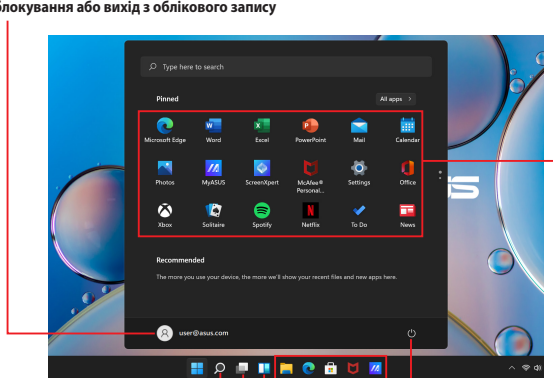 блокування або вихід з облікового запису
Type here to search
Pinned
All apps >
Microsoft Edge Word Excel PowerPoint Mail Calendar
Photos MyASUS ScreenXpert McAfee® Personal... Settings Office
Xbox Solitaire Spotify Netflix To Do News
Recommended
The more you use your device, the more we'll show your recent files and new apps here.
user@asus.com